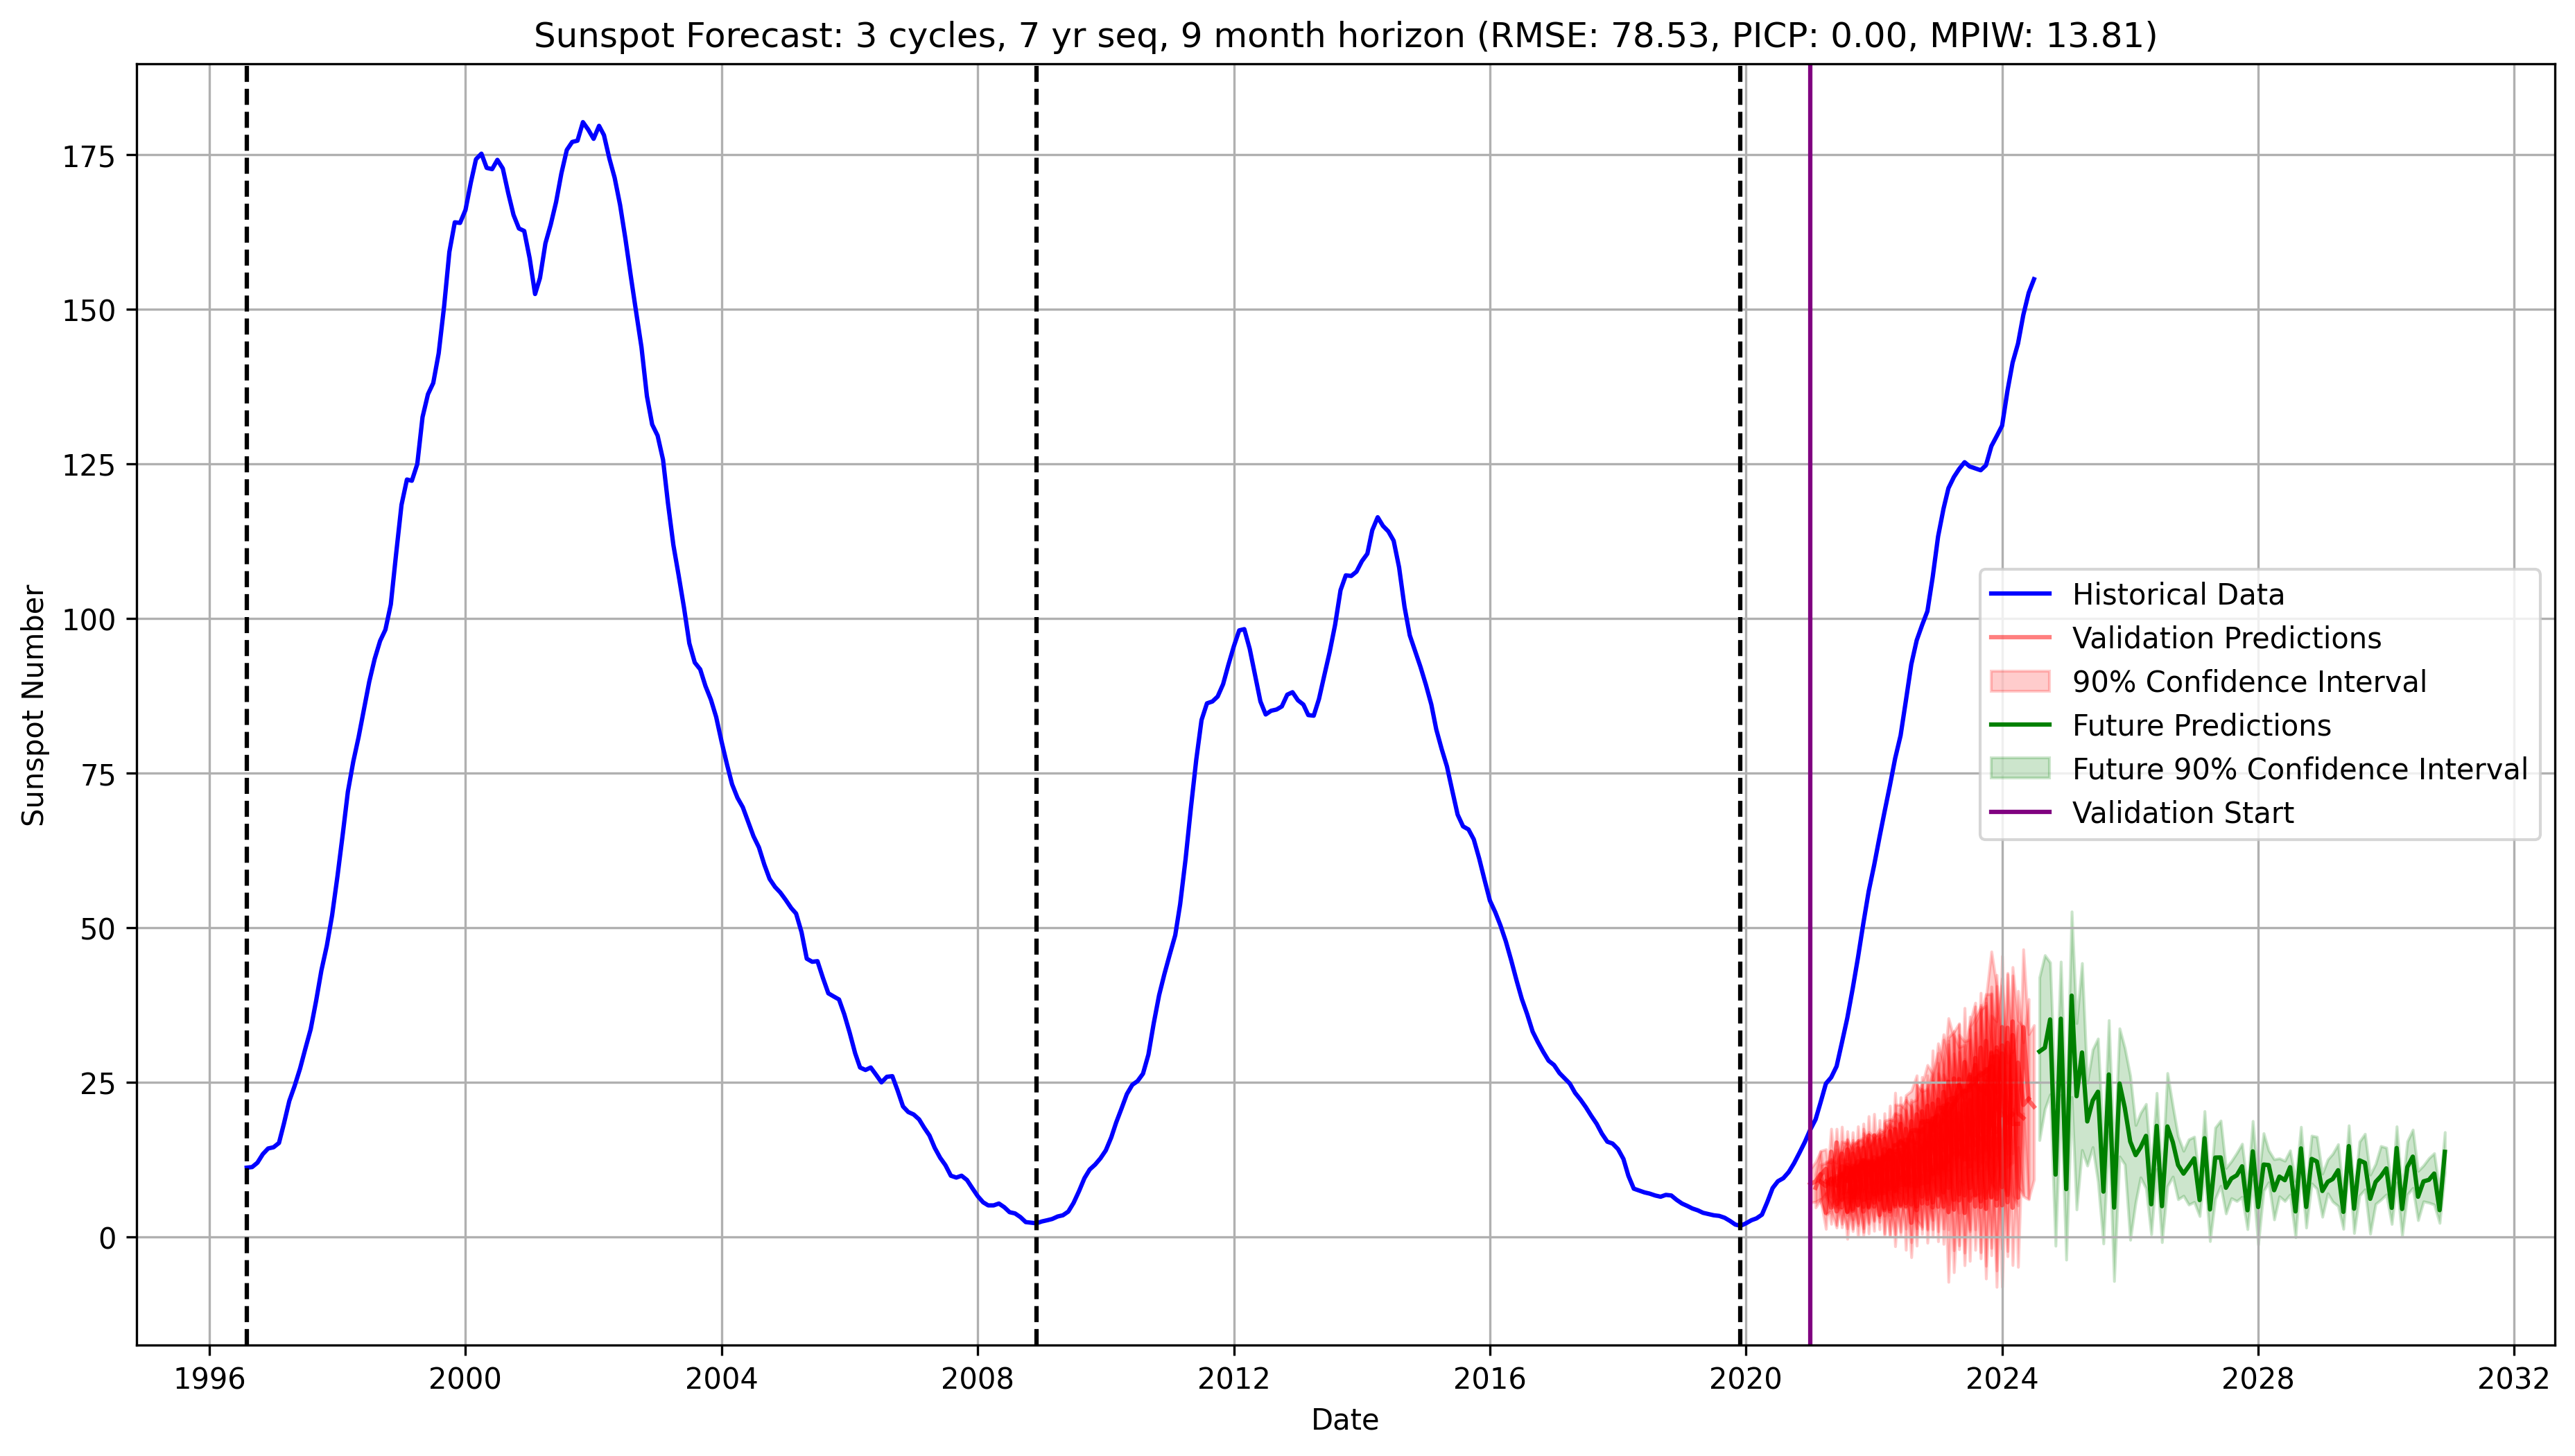 Sunspot Forecast: 3 cycles, 7 yr seq, 9 month horizon (RMSE: 78.53, PICP: 0.00, MPIW: 13.81)
175
150
125
100
75
50
25
0
Sunspot Number
Historical Data
Validation Predictions
90% Confidence Interval
Future Predictions
Future 90% Confidence Interval
Validation Start
1996 2000 2004 2008 2012 2016 2020 2024 2028 2032
Date